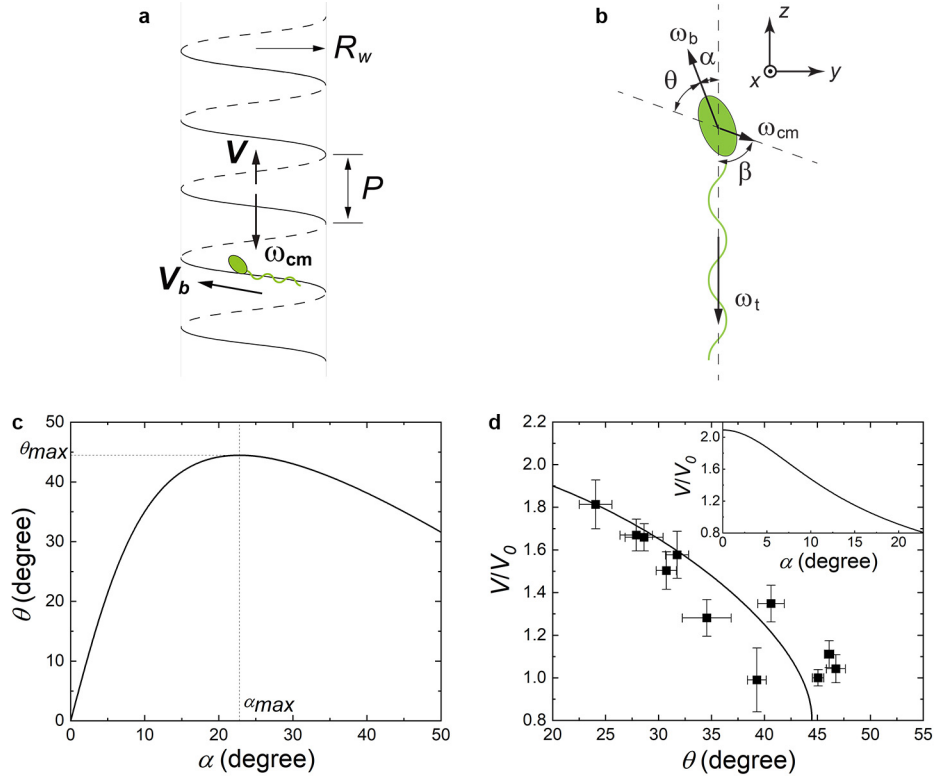 a
R_w
V
P
ω_cm
V_b
b
z
ω_b
α
y
x
θ
ω_cm
β
ω_t
c
50
θmax
40
30
20
10
0
θ (degree)
αmax
0 10 20 30 40 50
α (degree)
d
2.2
2.0
1.8
1.6
1.4
1.2
1.0
0.8
V/V_0
2.0
1.6
1.2
0.8
V/V_0
0 5 10 15 20
α (degree)
20 25 30 35 40 45 50 55
θ (degree)